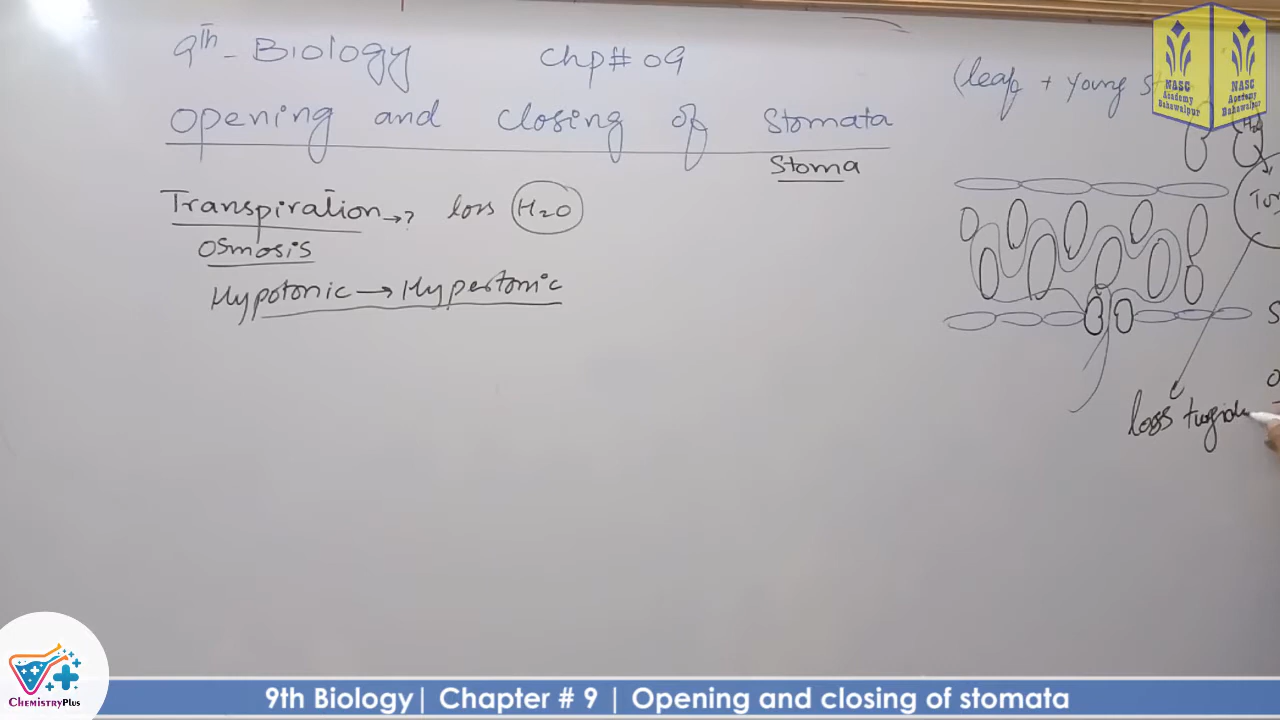 9th - Biology Chp# 09
Opening and closing of Stomata
Stoma
Transpiration →? loss H2O
Osmosis
Hypotonic → Hypertonic
(leaf + young
H2O
loss
NASC
Academy
Bahawalpur
NASC
Academy
Bahawalpur
ChemistryPlus
9th Biology| Chapter # 9 | Opening and closing of stomata